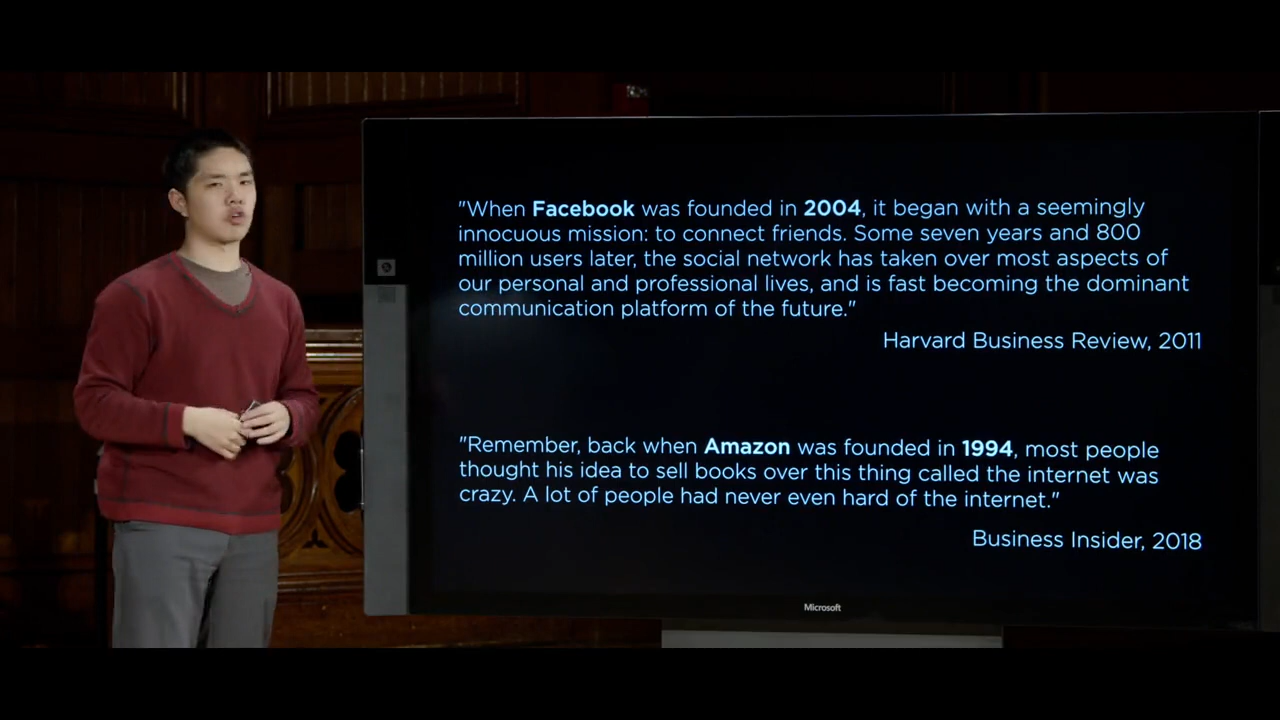 "When Facebook was founded in 2004, it began with a seemingly
innocuous mission: to connect friends. Some seven years and 800
million users later, the social network has taken over most aspects of
our personal and professional lives, and is fast becoming the dominant
communication platform of the future."
Harvard Business Review, 2011
"Remember, back when Amazon was founded in 1994, most people
thought his idea to sell books over this thing called the internet was
crazy. A lot of people had never even hard of the internet."
Business Insider, 2018
Microsoft